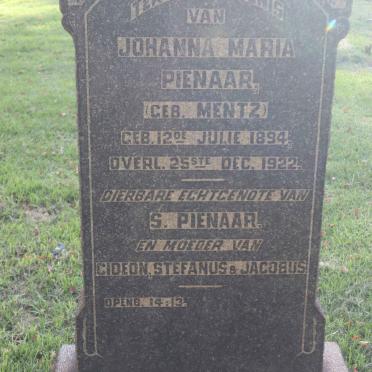 TER
VAN
JOHANNA MARIA
PIENAAR,
(GEB. MENTZ)
GEB. 12DE JULIE 1894,
OVERL. 25STE DEC. 1922.
DIERBARE ECHTGENOTE VAN
S. PIENAAR.
EN MOEDER VAN
GIDEON, STEFANUS & JACOBUS
OPENB. 14:13.